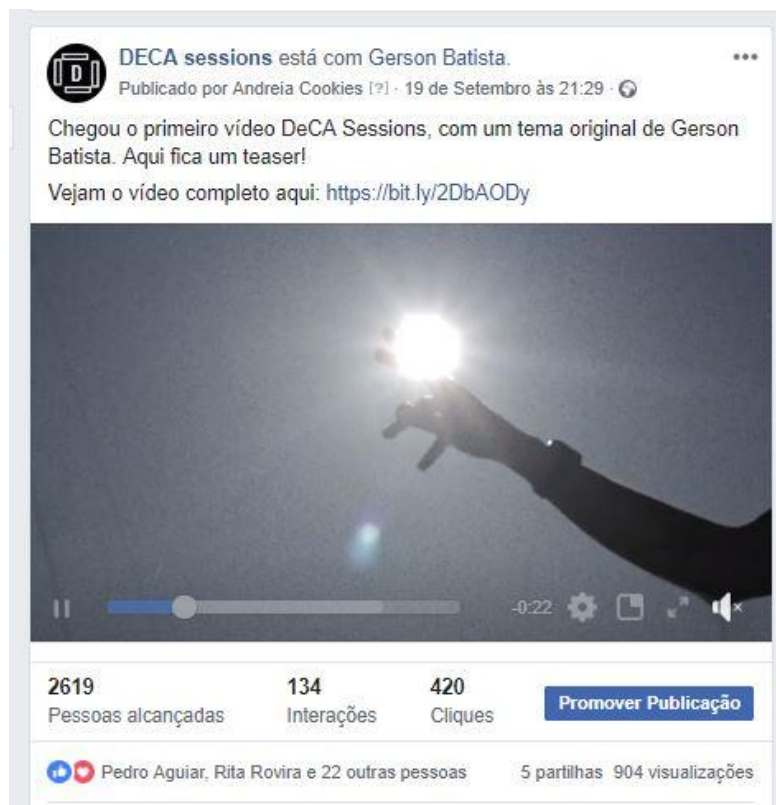 DECA sessions está com Gerson Batista.
Publicado por Andreia Cookies [?] · 19 de Setembro às 21:29 ·
Chegou o primeiro vídeo DeCA Sessions, com um tema original de Gerson
Batista. Aqui fica um teaser!
Vejam o vídeo completo aqui: https://bit.ly/2DbAODy
-0:22
2619 134 420
Pessoas alcançadas Interações Cliques
Promover Publicação
Pedro Aguiar, Rita Rovira e 22 outras pessoas 5 partilhas 904 visualizações